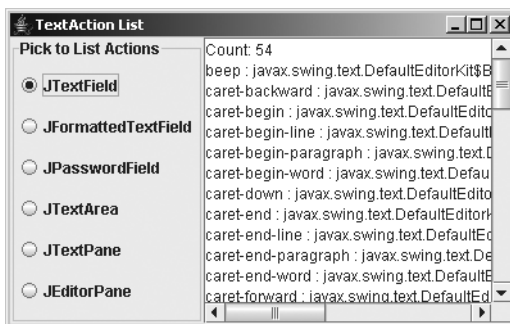 TextAction List
Pick to List Actions
JTextField
JFormattedTextField
JPasswordField
JTextArea
JTextPane
JEditorPane
Count: 54
beep : javax.swing.text.DefaultEditorKit$B
caret-backward : javax.swing.text.DefaultE
caret-begin : javax.swing.text.DefaultEdito
caret-begin-line : javax.swing.text.Default
caret-begin-paragraph : javax.swing.text.D
caret-begin-word : javax.swing.text.Defau
caret-down : javax.swing.text.DefaultEdito
caret-end : javax.swing.text.DefaultEditor
caret-end-line : javax.swing.text.DefaultEd
caret-end-paragraph : javax.swing.text.De
caret-end-word : javax.swing.text.DefaultE
caret-forward : javax.swing.text.DefaultEd